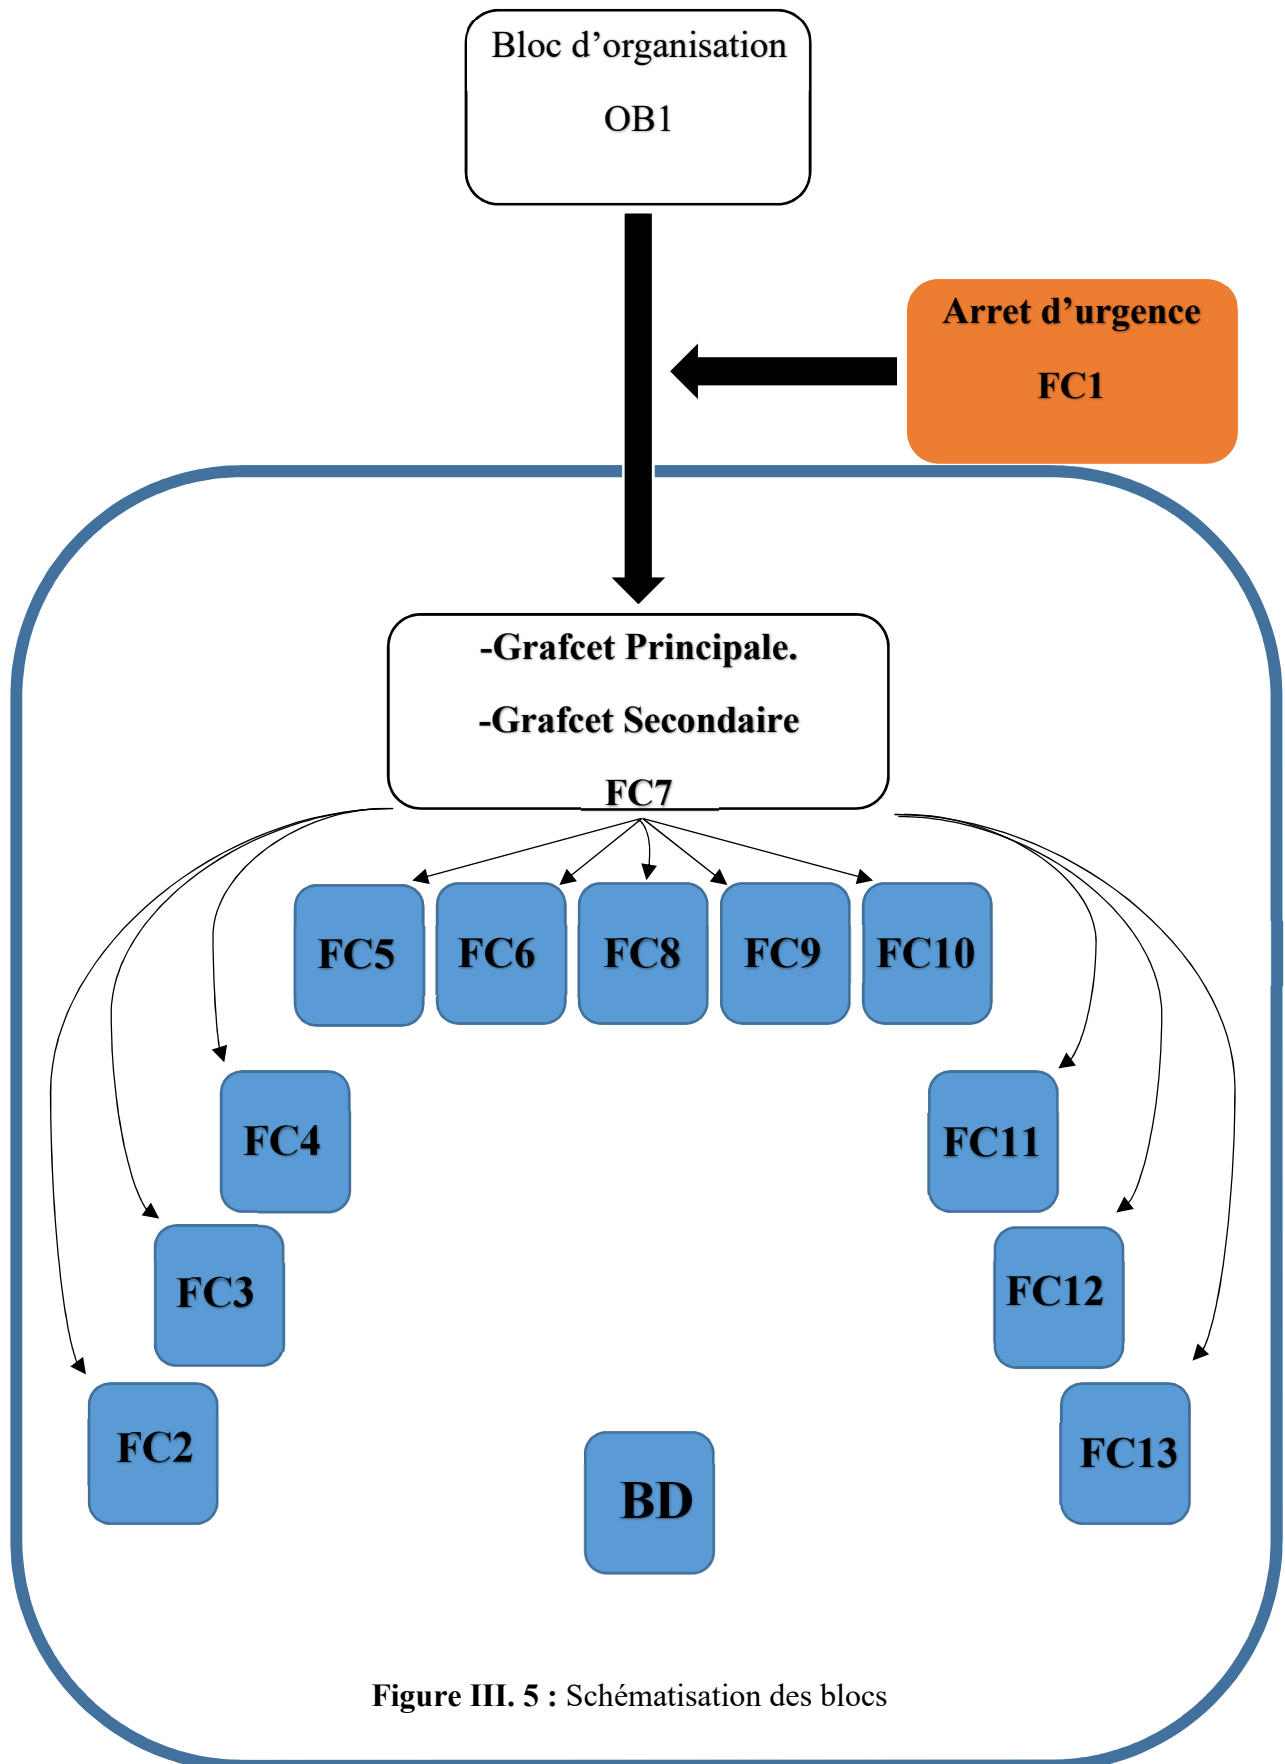 Bloc d’organisation
OB1
Arret d’urgence
FC1
-Grafcet Principale.
-Grafcet Secondaire
FC7
FC5
FC6
FC8
FC9
FC10
FC4
FC11
FC3
FC12
FC2
FC13
BD
Figure III. 5 : Schématisation des blocs